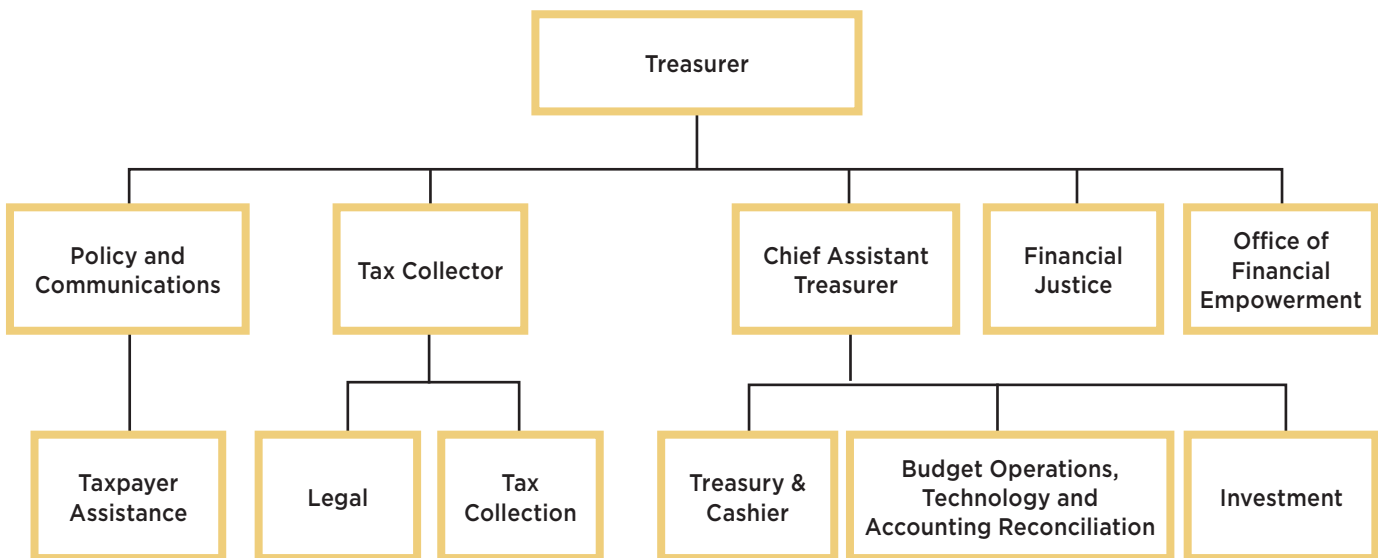 Treasurer
Policy and
Communications
Tax Collector
Chief Assistant
Treasurer
Financial
Justice
Office of
Financial
Empowerment
Taxpayer
Assistance
Legal
Tax
Collection
Treasury &
Cashier
Budget Operations,
Technology and
Accounting Reconciliation
Investment